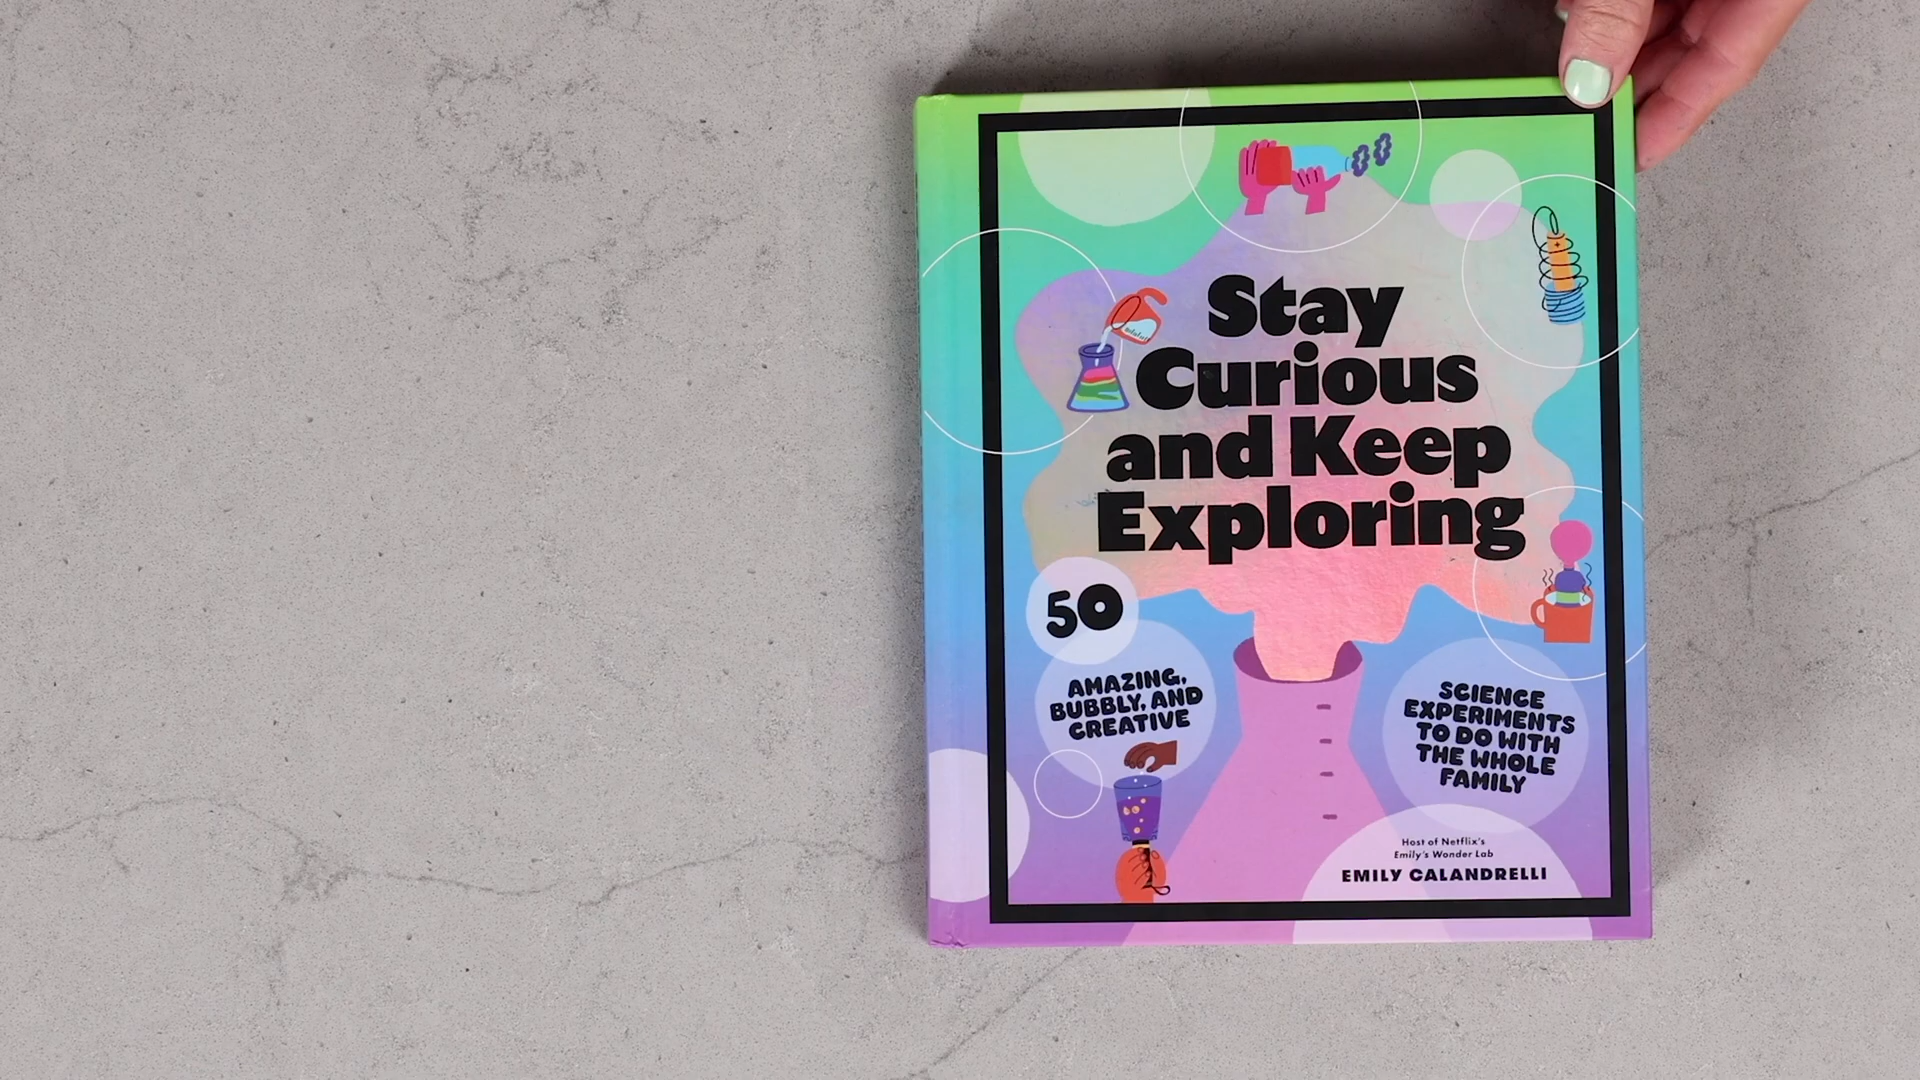 Stay
Curious
and Keep
Exploring
50
AMAZING,
BUBBLY, AND
CREATIVE
SCIENCE
EXPERIMENTS
TO DO WITH
THE WHOLE
FAMILY
Host of Netflix's
Emily's Wonder Lab
EMILY CALANDRELLI